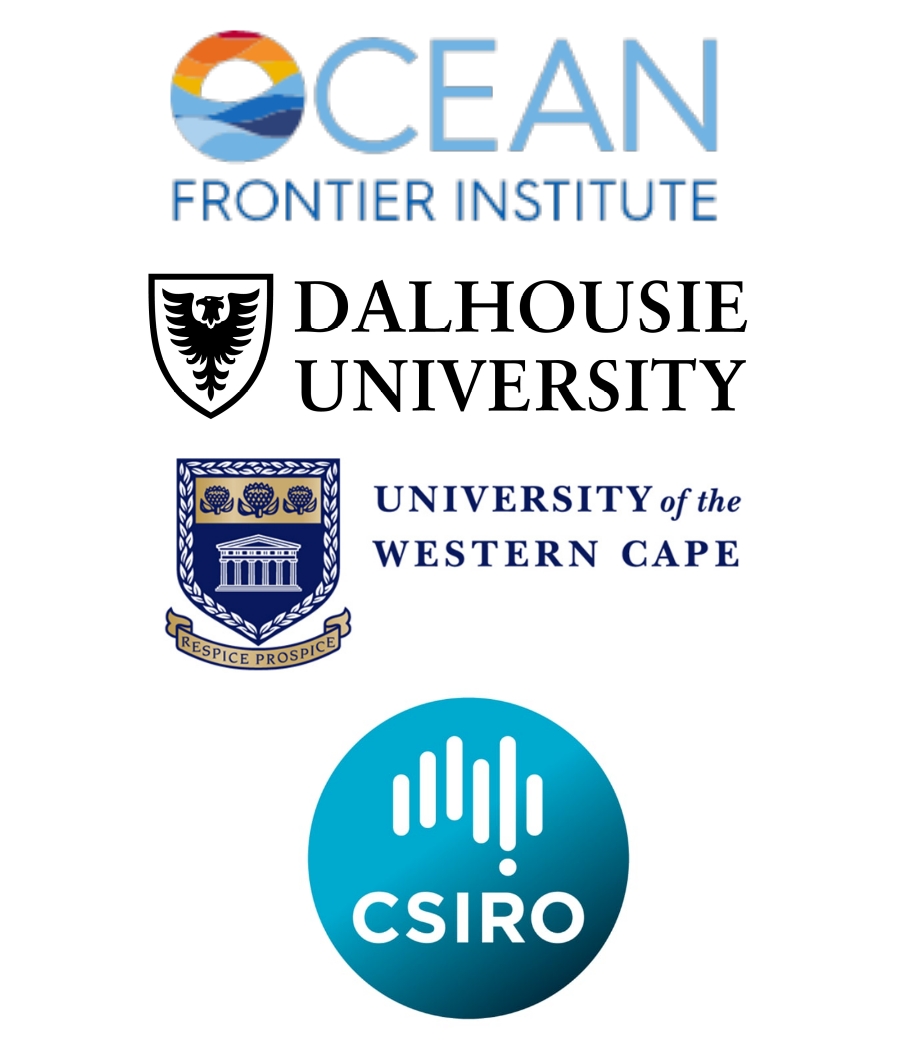 OCEAN
FRONTIER INSTITUTE
DALHOUSIE
UNIVERSITY
UNIVERSITY of the
WESTERN CAPE
RESPICE PROSPICE
CSIRO